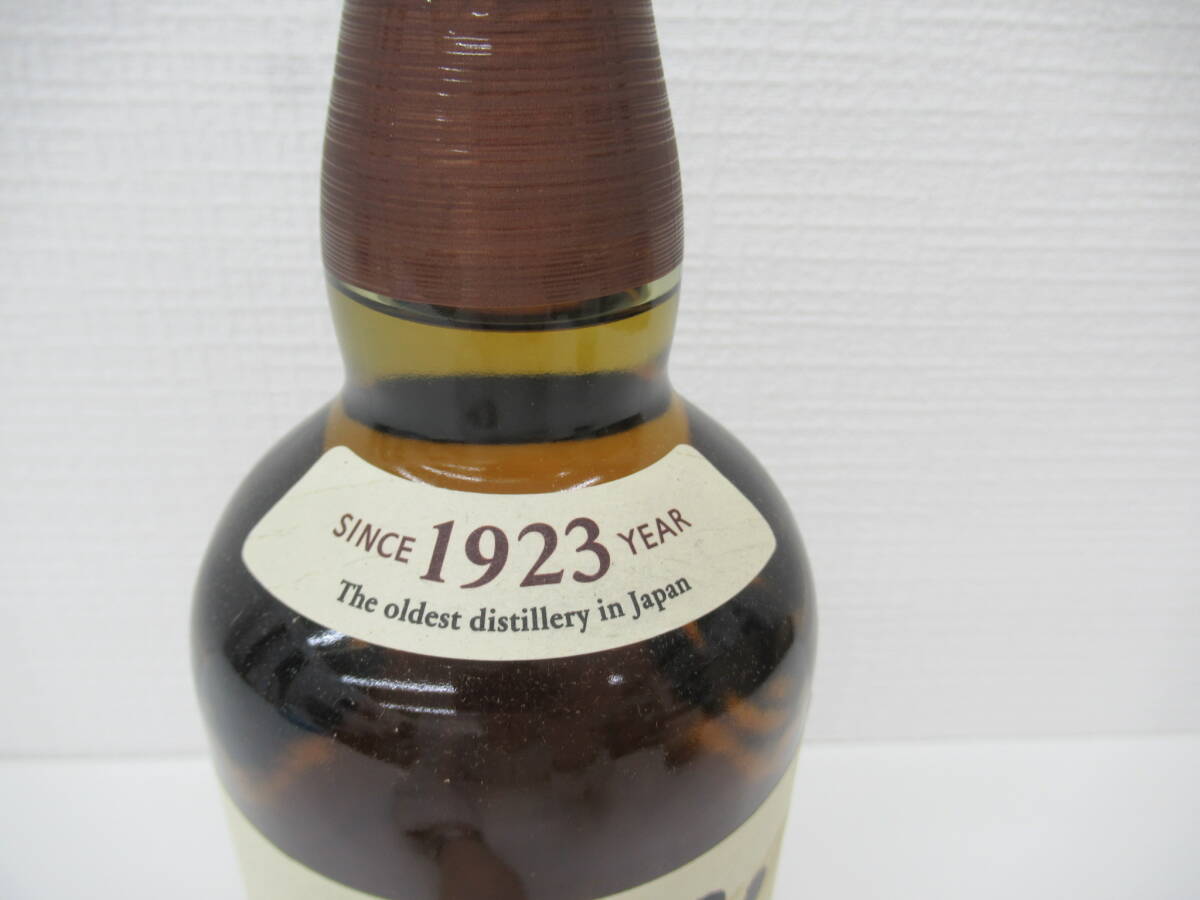 SINCE 1923 YEAR
The oldest distillery in Japan